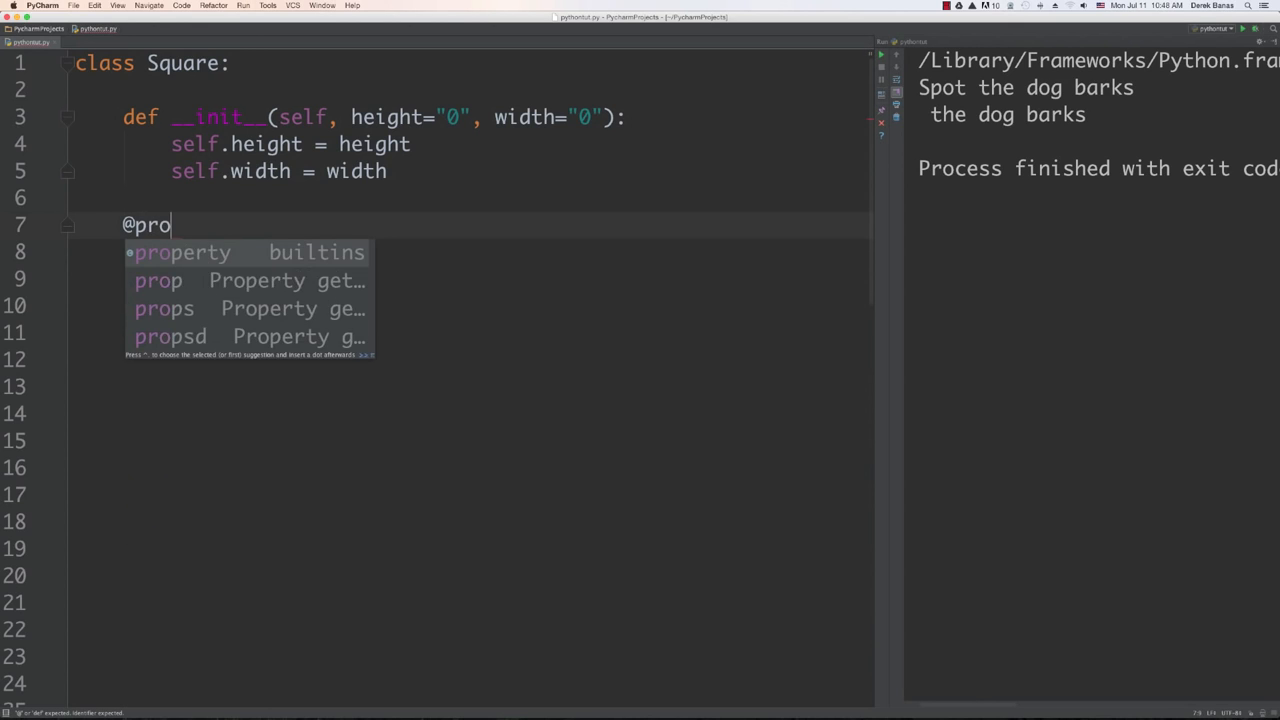 PyCharm File Edit View Navigate Code Refactor Run Tools VCS Window Help
10 Mon Jul 11 10:48 AM Derek Banas
pythontut.py - PycharmProjects - [~/PycharmProjects]
PycharmProjects pythontut.py
pythontut
pythontut.py
Run pythontut
1 class Square:
2
3 def __init__(self, height="0", width="0"):
4 self.height = height
5 self.width = width
6
7 @pro
8
9
10
11
12
13
14
15
16
17
18
19
20
21
22
23
24
property builtins
prop Property get…
props Property ge…
propsd Property g…
Press ^. to choose the selected (or first) suggestion and insert a dot afterwards >>
/Library/Frameworks/Python.fram
Spot the dog barks
the dog barks
Process finished with exit cod
'@' or 'def' expected. Identifier expected.
7:9 LF÷ UTF-8÷